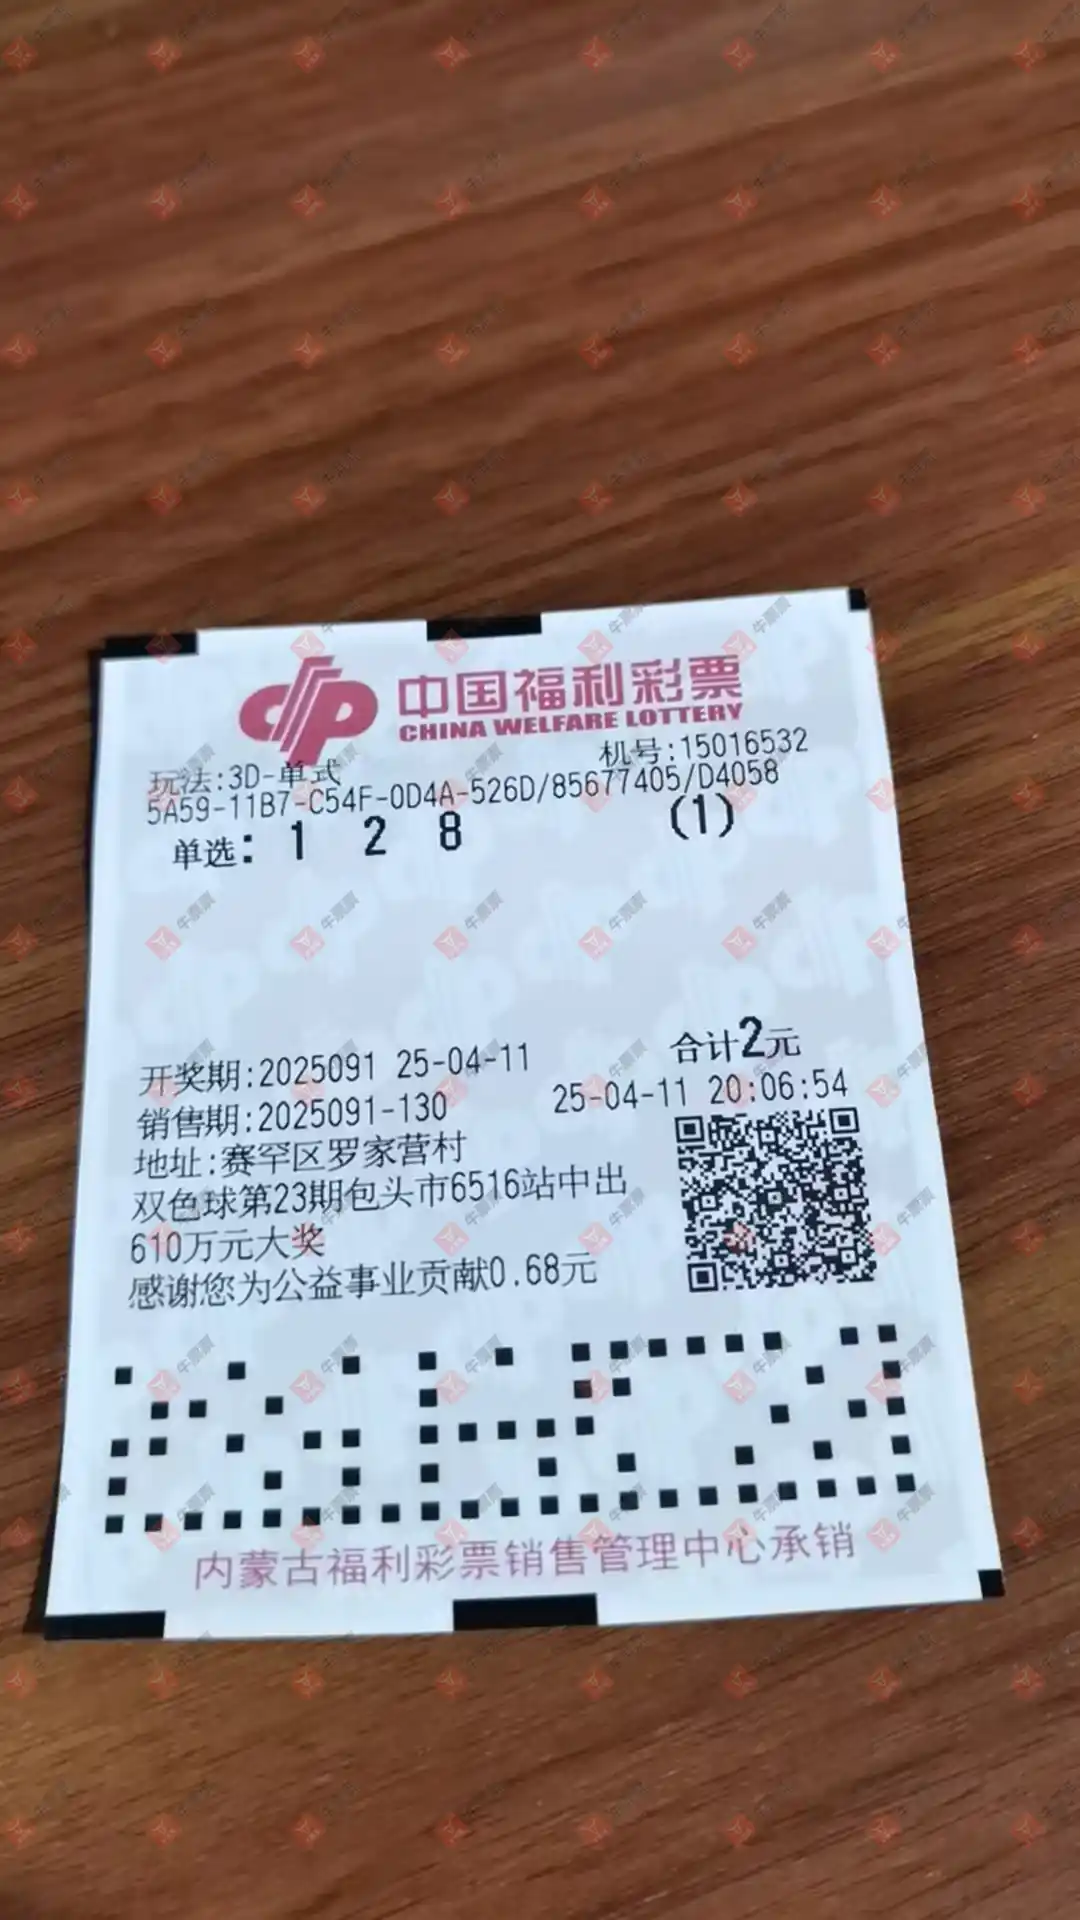 中国福利彩票
CHINA WELFARE LOTTERY
机号:15016532
玩法:3D-单式
5A59-11B7-C54F-0D4A-526D/85677405/D4058
单选: 1 2 8 (1)
合计2元
开奖期:2025091 25-04-11
销售期:2025091-130 25-04-11 20:06:54
地址:赛罕区罗家营村
双色球第23期包头市6516站中出
610万元大奖
感谢您为公益事业贡献0.68元
内蒙古福利彩票销售管理中心承销
牛票票